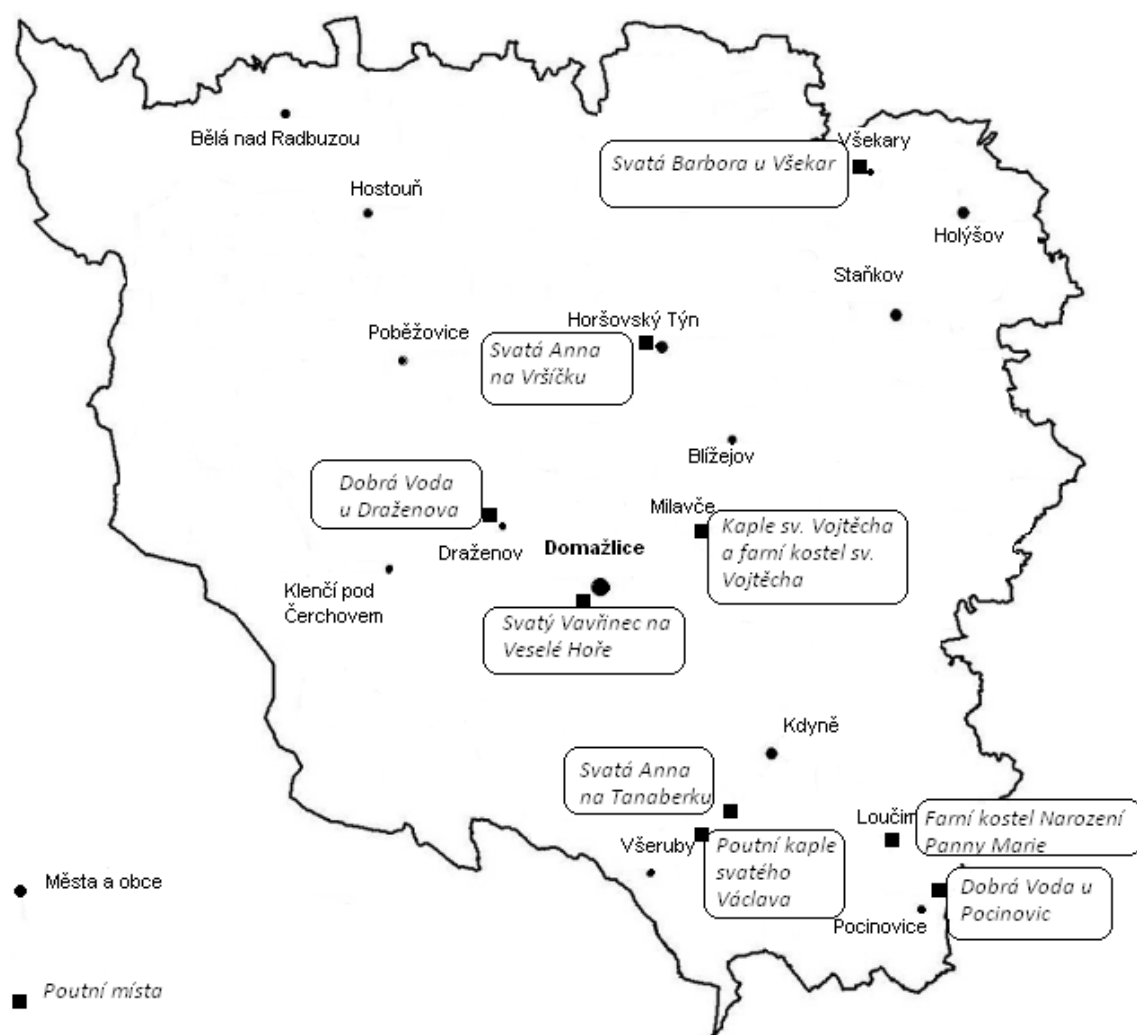 Bělá nad Radbuzou
Všekary
Svatá Barbora u Všekar
Hostouň
Holýšov
Staňkov
Horšovský Týn
Poběžovice
Svatá Anna
na Vršíčku
Blížejov
Dobrá Voda
u Draženova
Milavče
Kaple sv. Vojtěcha
a farní kostel sv.
Vojtěcha
Draženov
Domažlice
Klenčí pod
Čerchovem
Svatý Vavřinec na
Veselé Hoře
Kdyně
Svatá Anna
na Tanaberku
Loučim
Farní kostel Narození
Panny Marie
Všeruby
Poutní kaple
svatého
Václava
Města a obce
Dobrá Voda u
Pocinovic
Pocinovice
Poutní místa